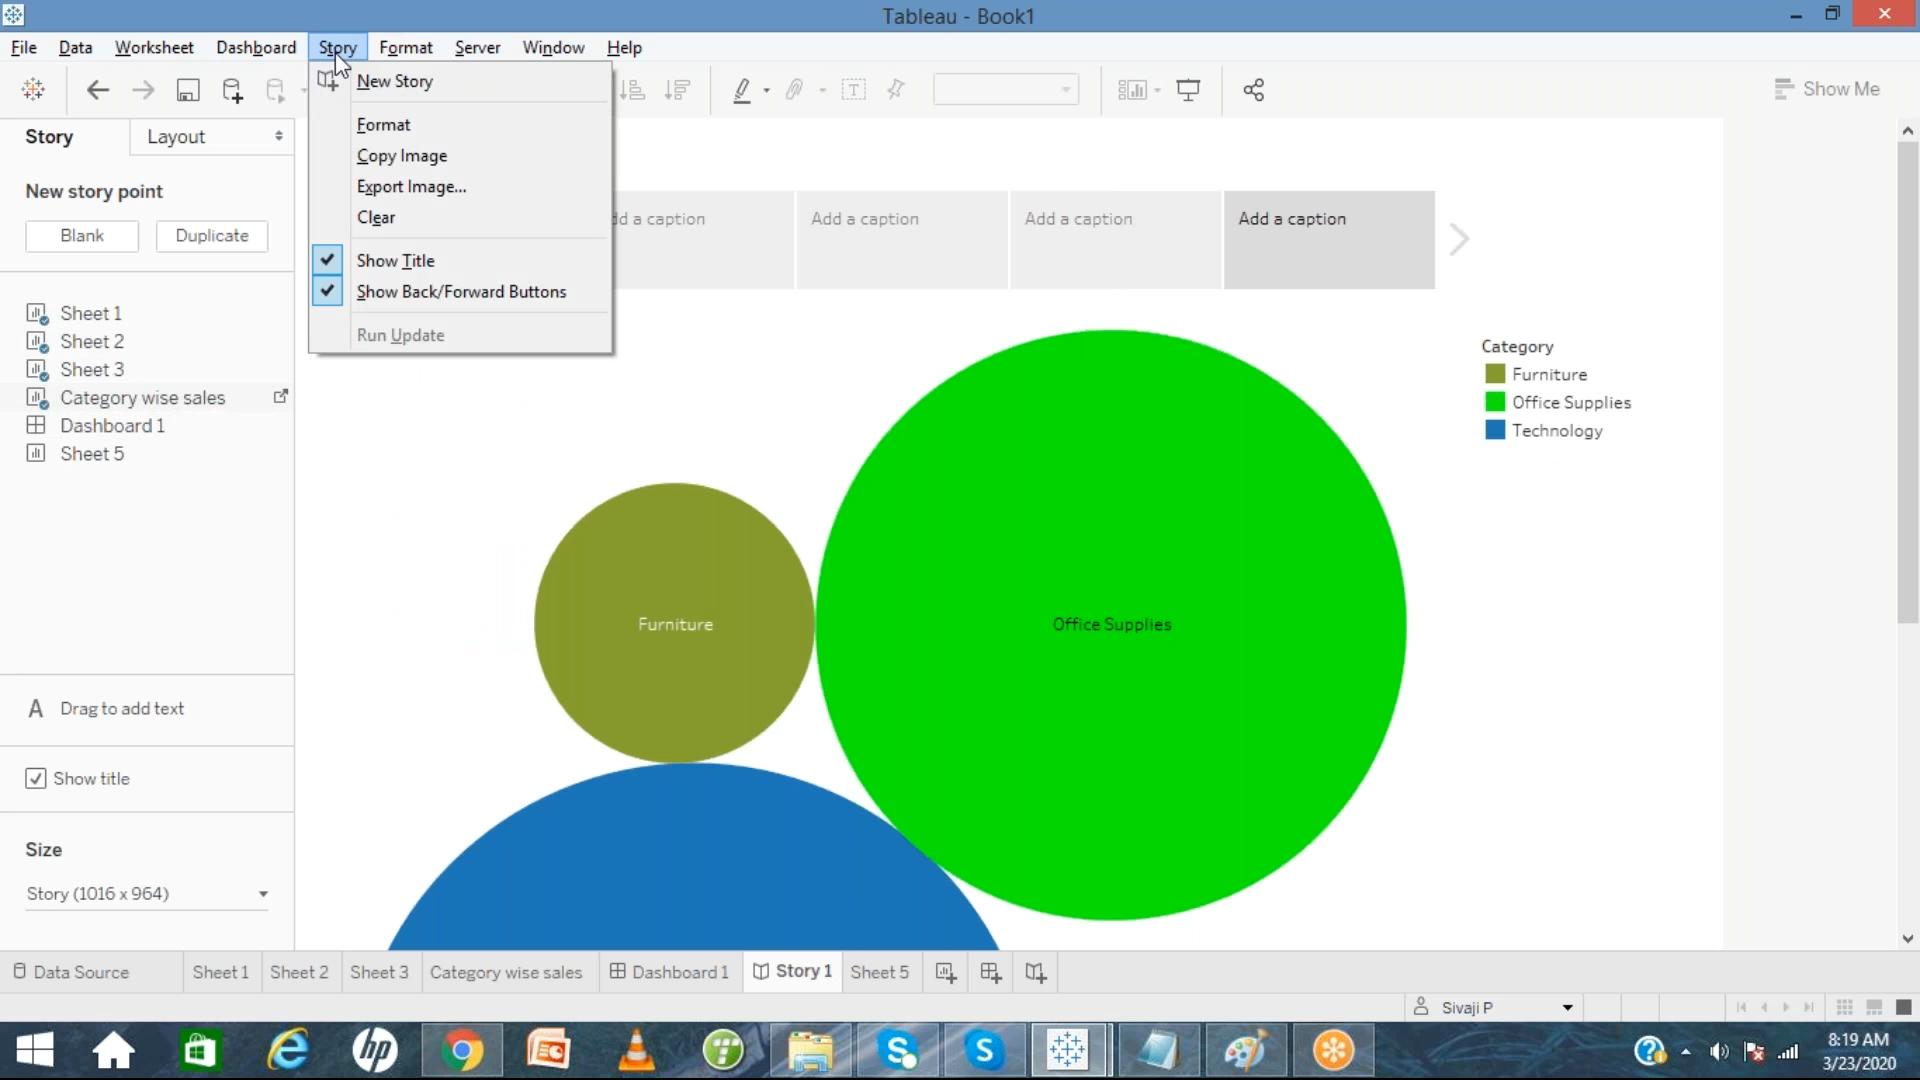 Tableau - Book1
File Data Worksheet Dashboard Story Format Server Window Help
Show Me
New Story
Format
Copy Image
Export Image...
Clear
Show Title
Show Back/Forward Buttons
Run Update
Story Layout
New story point
Blank Duplicate
Sheet 1
Sheet 2
Sheet 3
Category wise sales
Dashboard 1
Sheet 5
A Drag to add text
Show title
Size
Story (1016 x 964)
dd a caption Add a caption Add a caption Add a caption
Category
Furniture
Office Supplies
Technology
Furniture
Office Supplies
Data Source Sheet 1 Sheet 2 Sheet 3 Category wise sales Dashboard 1 Story 1 Sheet 5
Sivaji P
8:19 AM
3/23/2020